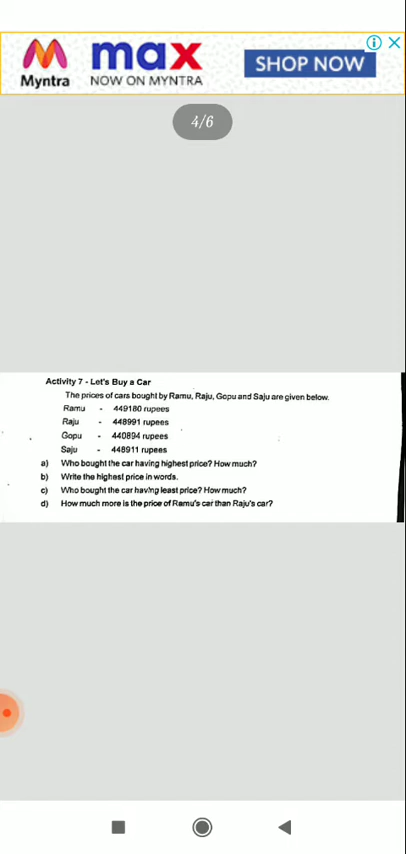 Myntra
max
NOW ON MYNTRA
SHOP NOW
4/6
Activity 7 - Let's Buy a Car
The prices of cars bought by Ramu, Raju, Gopu and Saju are given below.
Ramu - 449180 rupees
Raju - 448991 rupees
Gopu - 440894 rupees
Saju - 448911 rupees
a) Who bought the car having highest price? How much?
b) Write the highest price in words.
c) Who bought the car having least price? How much?
d) How much more is the price of Ramu's car than Raju's car?